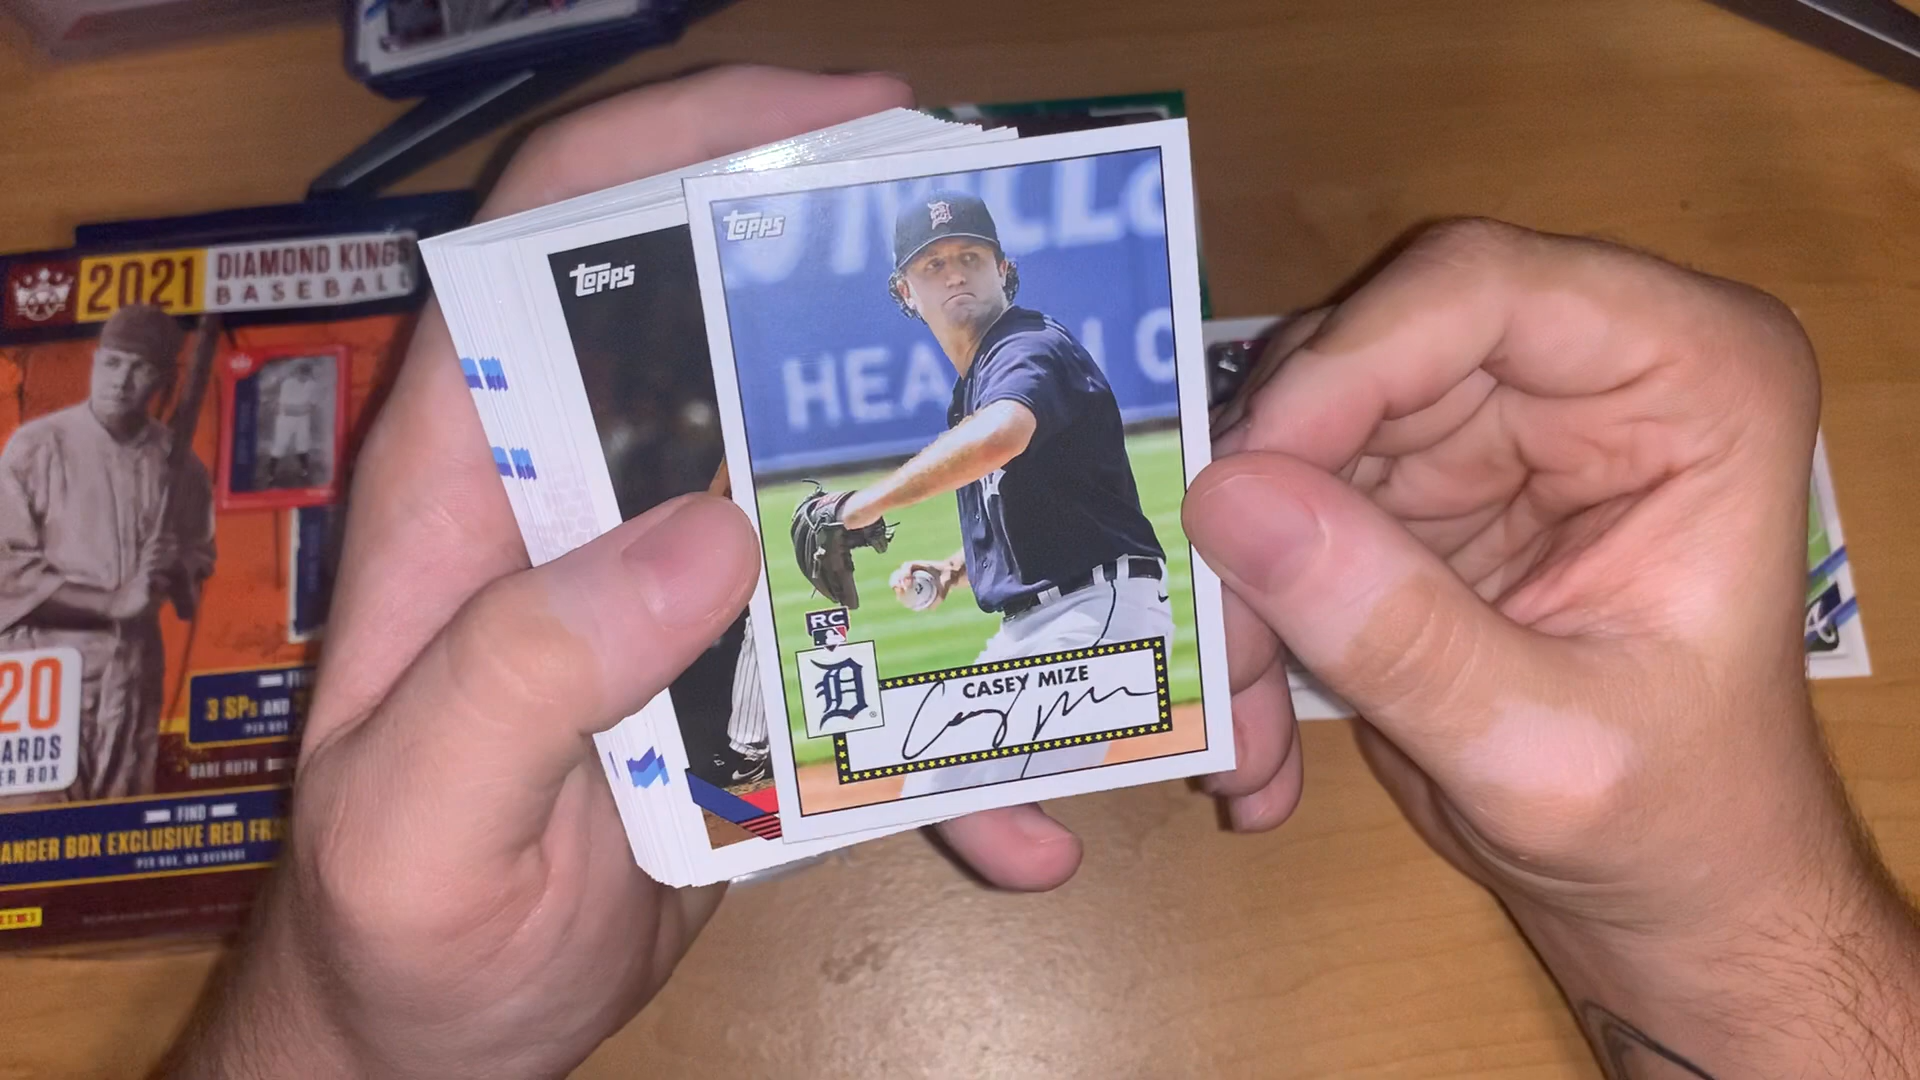 2021
DIAMOND KINGS
BASEBALL
20
ARDS
ER BOX
3 SPs AND
BABE RUTH
FIND
ANGER BOX EXCLUSIVE RED FR
PER BOX, ON AVERAGE
Topps
Topps
HEA
RC
D
CASEY MIZE